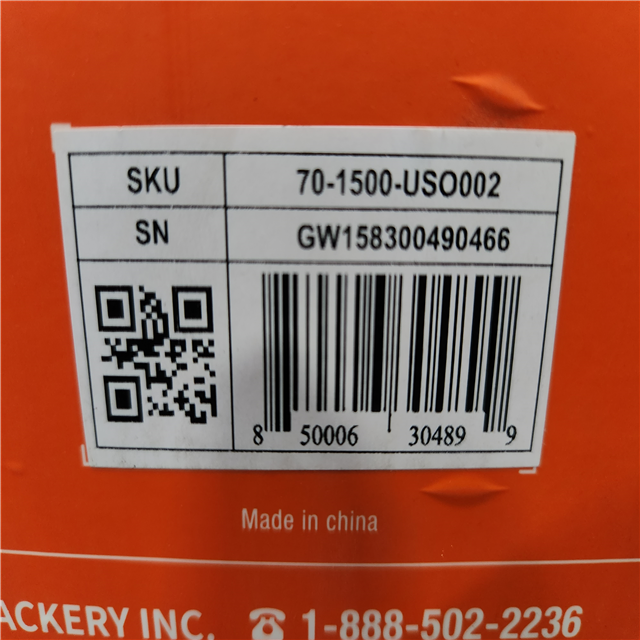 SKU 70-1500-USO002
SN GW158300490466
8 50006 30489 9
Made in china
ACKERY INC. 1-888-502-2236